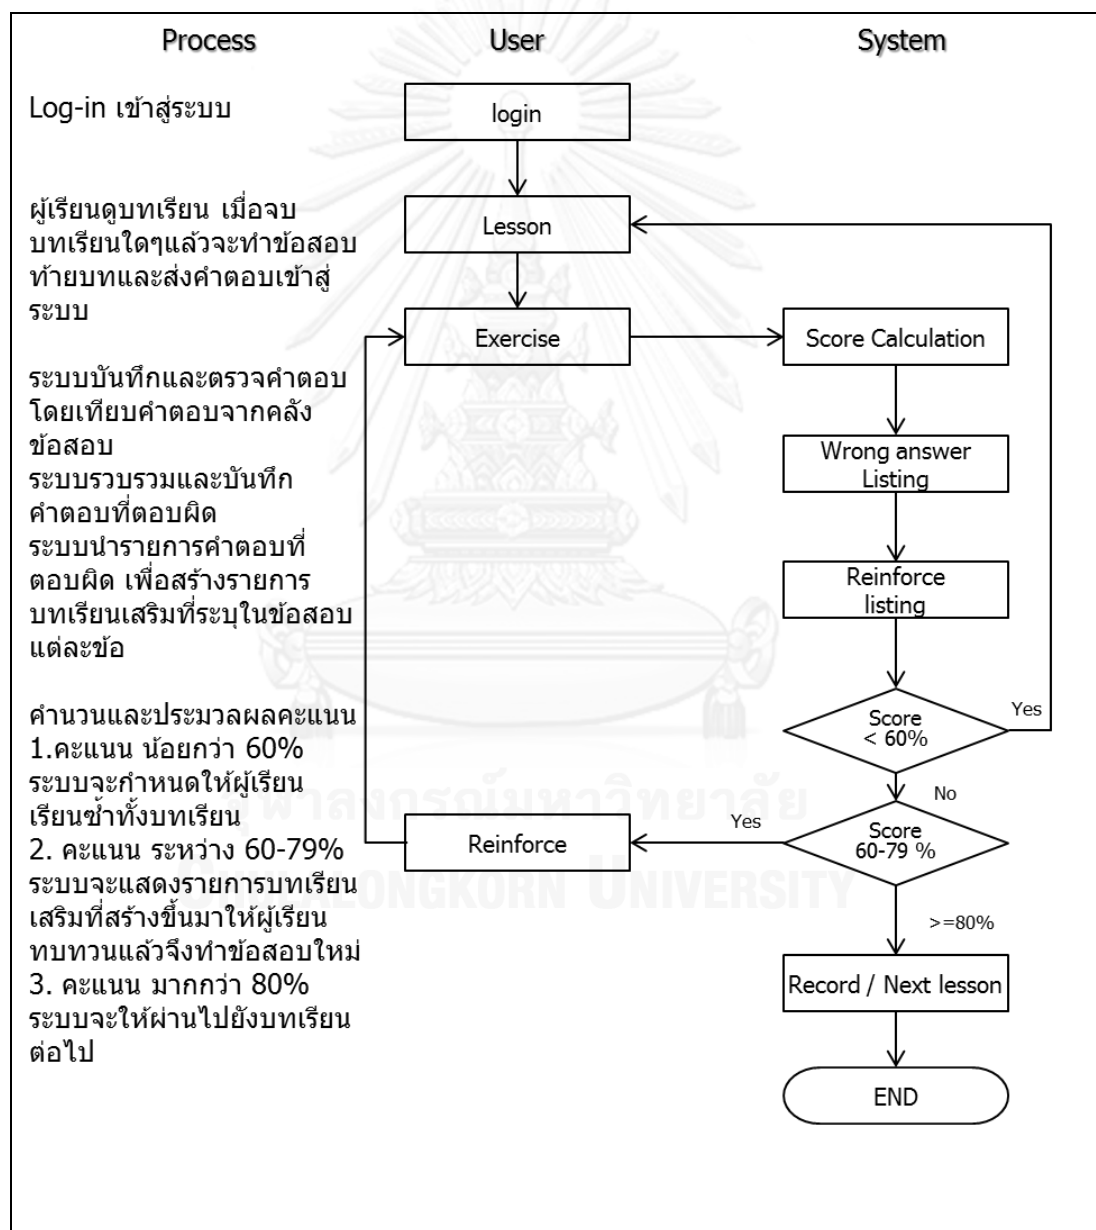 Process
User
System
Log-in เข้าสู่ระบบ
login
ผู้เรียนดูบทเรียน เมื่อจบ
บทเรียนใดๆแล้วจะทำข้อสอบ
ท้ายบทและส่งคำตอบเข้าสู่
ระบบ
Lesson
Exercise
Score Calculation
ระบบบันทึกและตรวจคำตอบ
โดยเทียบคำตอบจากคลัง
ข้อสอบ
ระบบรวบรวมและบันทึก
คำตอบที่ตอบผิด
ระบบนำรายการคำตอบที่
ตอบผิด เพื่อสร้างรายการ
บทเรียนเสริมที่ระบุในข้อสอบ
แต่ละข้อ
Wrong answer
Listing
Reinforce
listing
คำนวนและประมวลผลคะแนน
1.คะแนน น้อยกว่า 60%
ระบบจะกำหนดให้ผู้เรียน
เรียนซ้ำทั้งบทเรียน
2. คะแนน ระหว่าง 60-79%
ระบบจะแสดงรายการบทเรียน
เสริมที่สร้างขึ้นมาให้ผู้เรียน
ทบทวนแล้วจึงทำข้อสอบใหม่
3. คะแนน มากกว่า 80%
ระบบจะให้ผ่านไปยังบทเรียน
ต่อไป
Score
< 60%
Yes
No
Score
60-79 %
Yes
Reinforce
>=80%
Record / Next lesson
END
จุฬาลงกรณ์มหาวิทยาลัย
CHULALONGKORN UNIVERSITY